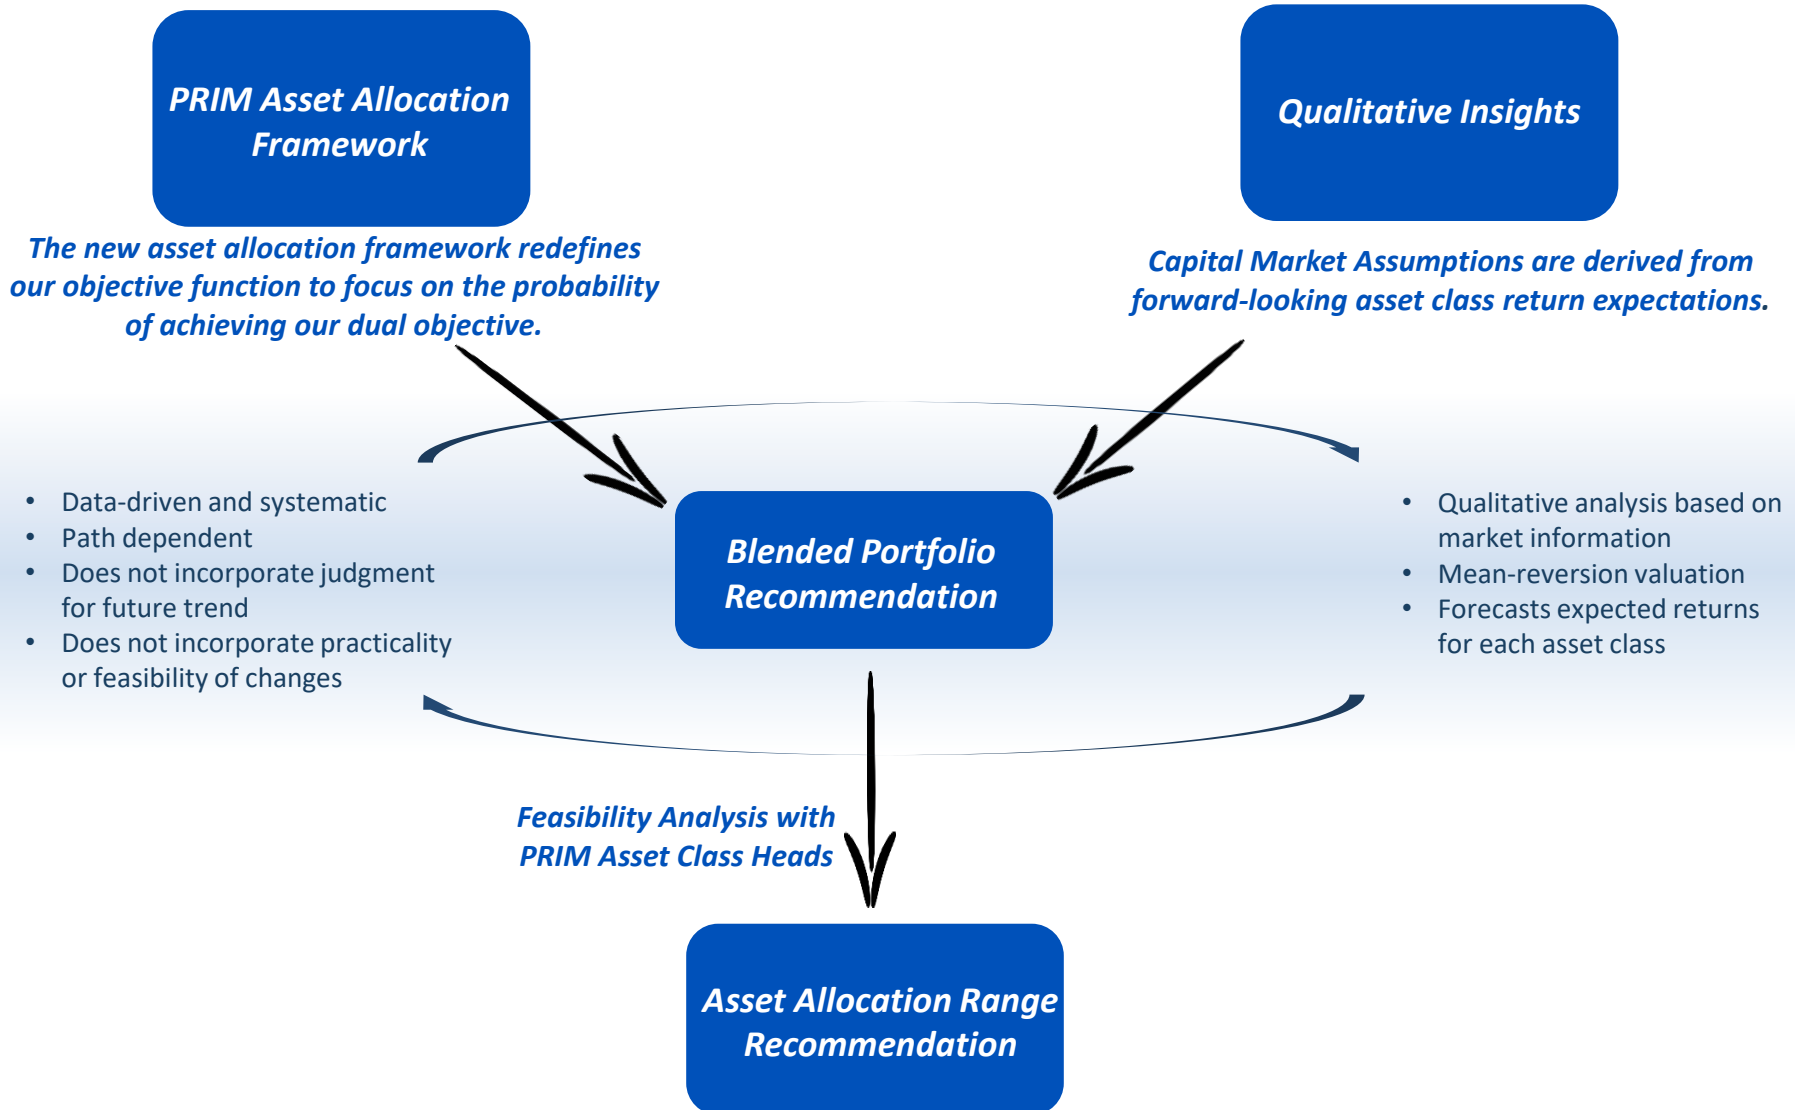 PRIM Asset Allocation
Framework
Qualitative Insights
The new asset allocation framework redefines
our objective function to focus on the probability
of achieving our dual objective.
Capital Market Assumptions are derived from
forward-looking asset class return expectations.
• Data-driven and systematic
• Path dependent
• Does not incorporate judgment
for future trend
• Does not incorporate practicality
or feasibility of changes
Blended Portfolio
Recommendation
• Qualitative analysis based on
market information
• Mean-reversion valuation
• Forecasts expected returns
for each asset class
Feasibility Analysis with
PRIM Asset Class Heads
Asset Allocation Range
Recommendation